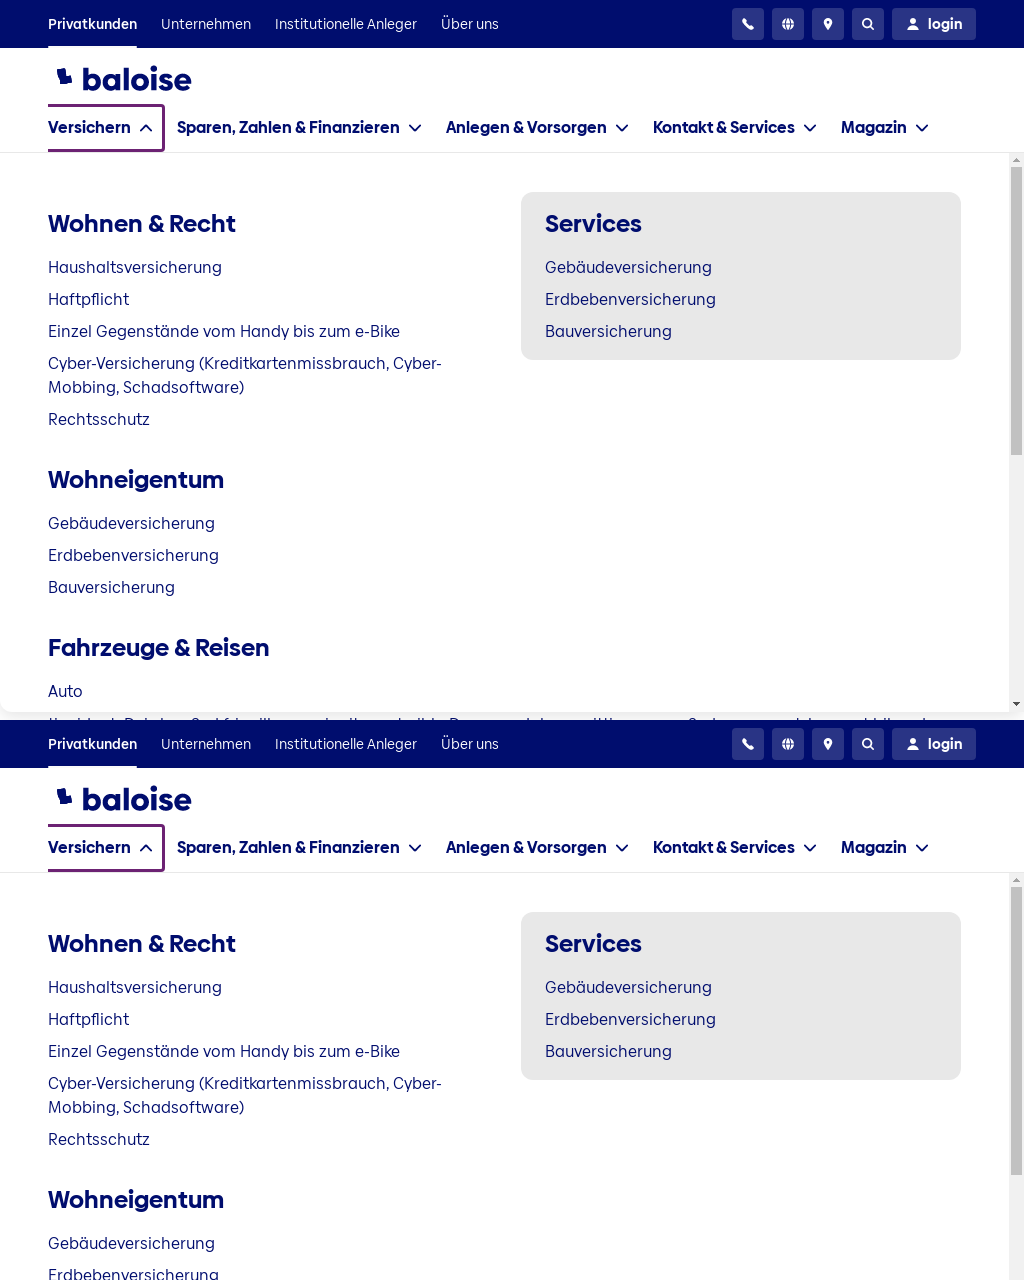 Privatkunden Unternehmen Institutionelle Anleger Über uns login
baloise
Versichern Sparen, Zahlen & Finanzieren Anlegen & Vorsorgen Kontakt & Services Magazin
Wohnen & Recht
Haushaltsversicherung
Haftpflicht
Einzel Gegenstände vom Handy bis zum e-Bike
Cyber-Versicherung (Kreditkartenmissbrauch, Cyber-
Mobbing, Schadsoftware)
Rechtsschutz
Services
Gebäudeversicherung
Erdbebenversicherung
Bauversicherung
Wohneigentum
Gebäudeversicherung
Erdbebenversicherung
Bauversicherung
Fahrzeuge & Reisen
Auto
Privatkunden Unternehmen Institutionelle Anleger Über uns login
baloise
Versichern Sparen, Zahlen & Finanzieren Anlegen & Vorsorgen Kontakt & Services Magazin
Wohnen & Recht
Haushaltsversicherung
Haftpflicht
Einzel Gegenstände vom Handy bis zum e-Bike
Cyber-Versicherung (Kreditkartenmissbrauch, Cyber-
Mobbing, Schadsoftware)
Rechtsschutz
Services
Gebäudeversicherung
Erdbebenversicherung
Bauversicherung
Wohneigentum
Gebäudeversicherung
Erdbebenversicherung